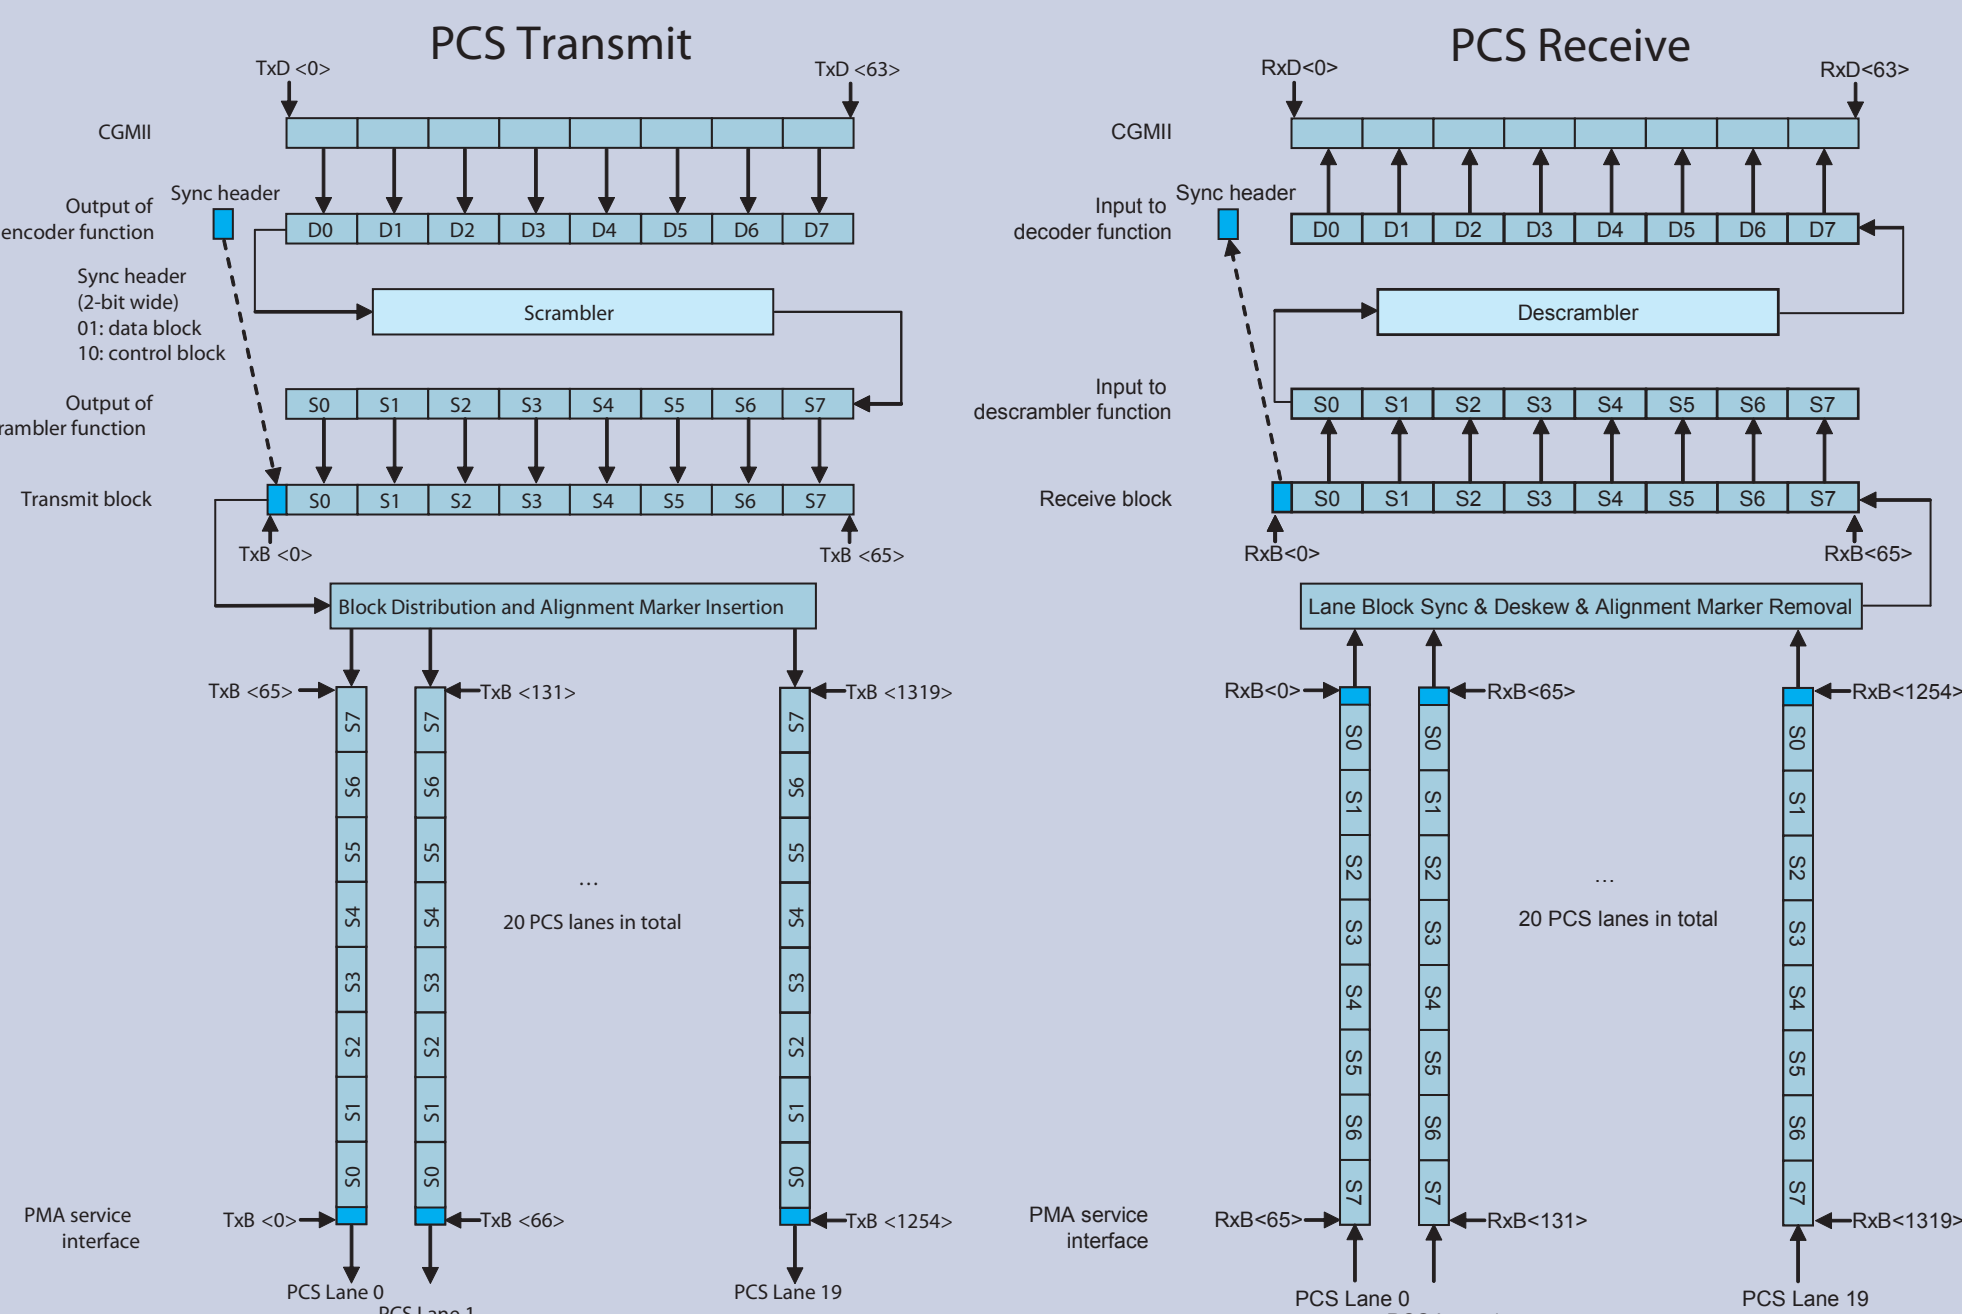 PCS Transmit
TxD <0>
TxD <63>
CGMII
Sync header
Output of
encoder function
D0 D1 D2 D3 D4 D5 D6 D7
Sync header
(2-bit wide)
01: data block
10: control block
Scrambler
Output of
rambler function
S0 S1 S2 S3 S4 S5 S6 S7
Transmit block
S0 S1 S2 S3 S4 S5 S6 S7
TxB <0>
TxB <65>
Block Distribution and Alignment Marker Insertion
TxB <65>
TxB <131>
TxB <1319>
S7 S6 S5 S4 S3 S2 S1 S0
S7 S6 S5 S4 S3 S2 S1 S0
...
20 PCS lanes in total
S7 S6 S5 S4 S3 S2 S1 S0
PMA service
interface
TxB <0>
TxB <66>
TxB <1254>
PCS Lane 0
PCS Lane 1
PCS Lane 19
PCS Receive
RxD<0>
RxD<63>
CGMII
Sync header
Input to
decoder function
D0 D1 D2 D3 D4 D5 D6 D7
Descrambler
Input to
descrambler function
S0 S1 S2 S3 S4 S5 S6 S7
Receive block
S0 S1 S2 S3 S4 S5 S6 S7
RxB<0>
RxB<65>
Lane Block Sync & Deskew & Alignment Marker Removal
RxB<0>
RxB<65>
RxB<1254>
S0 S1 S2 S3 S4 S5 S6 S7
S0 S1 S2 S3 S4 S5 S6 S7
...
20 PCS lanes in total
S0 S1 S2 S3 S4 S5 S6 S7
PMA service
interface
RxB<65>
RxB<131>
RxB<1319>
PCS Lane 0
PCS Lane 19